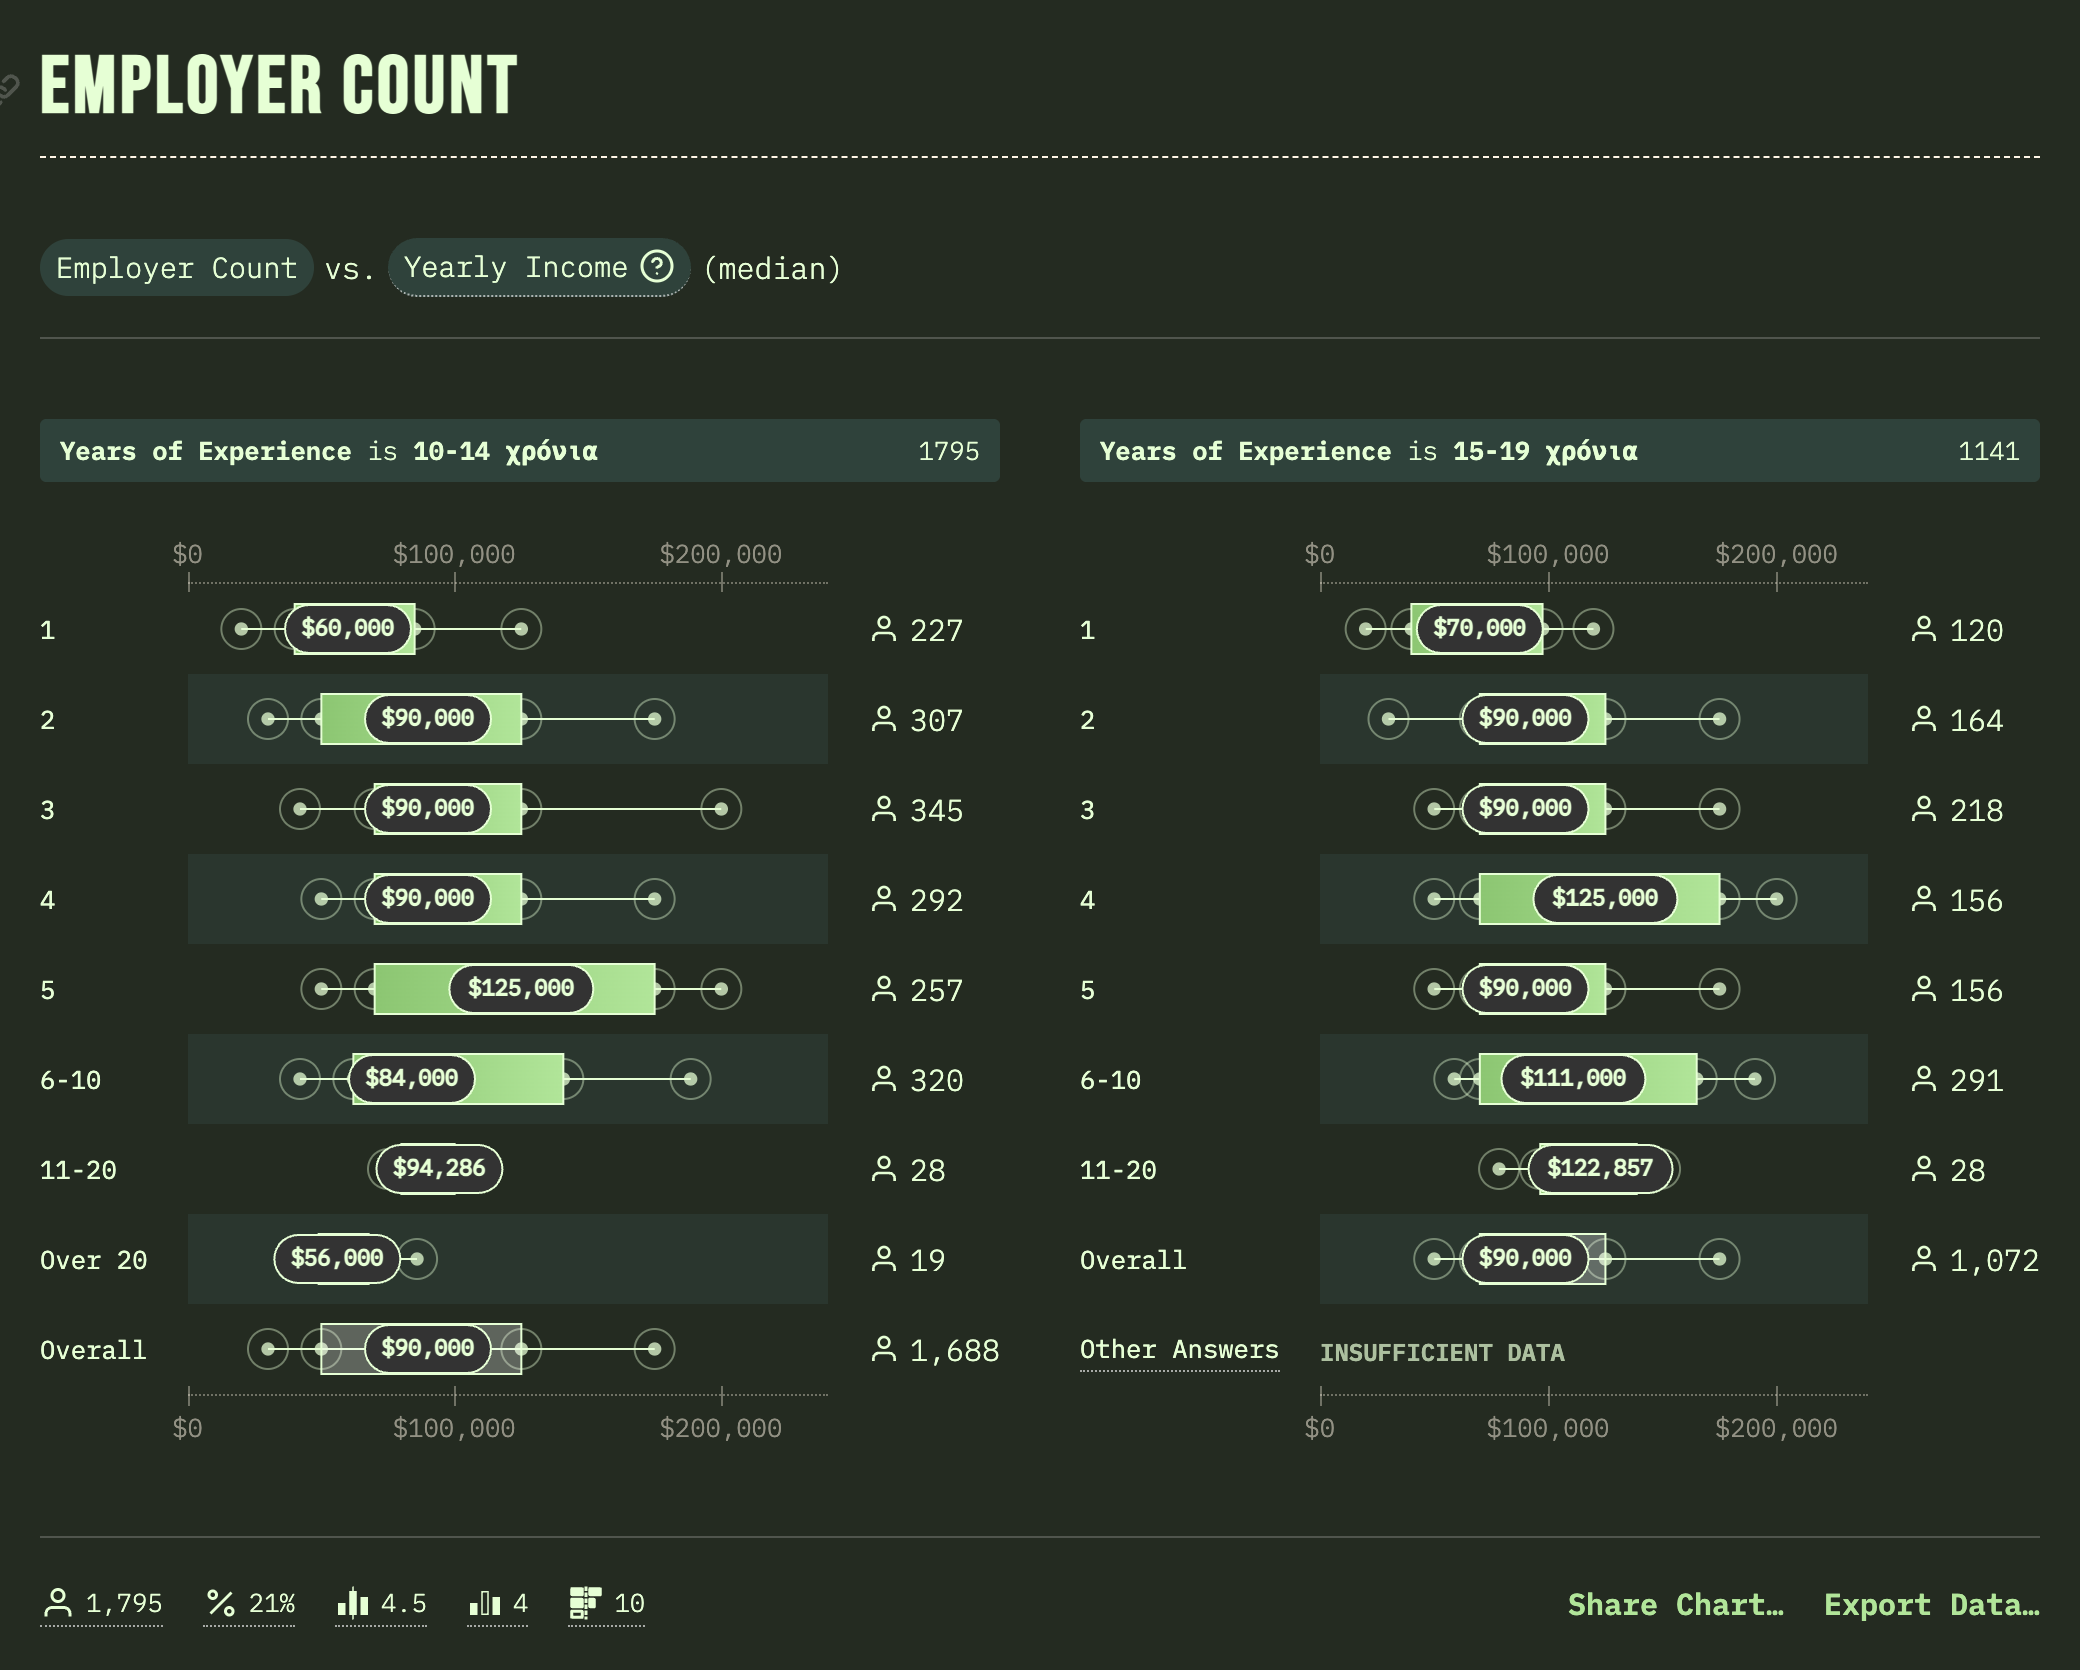 EMPLOYER COUNT
Employer Count vs. Yearly Income (median)
Years of Experience is 10-14 χρόνια 1795
$0 $100,000 $200,000
1 $60,000 227
2 $90,000 307
3 $90,000 345
4 $90,000 292
5 $125,000 257
6-10 $84,000 320
11-20 $94,286 28
Over 20 $56,000 19
Overall $90,000 1,688
$0 $100,000 $200,000
Years of Experience is 15-19 χρόνια 1141
$0 $100,000 $200,000
1 $70,000 120
2 $90,000 164
3 $90,000 218
4 $125,000 156
5 $90,000 156
6-10 $111,000 291
11-20 $122,857 28
Overall $90,000 1,072
Other Answers INSUFFICIENT DATA
$0 $100,000 $200,000
1,795 21% 4.5 4 10
Share Chart… Export Data…